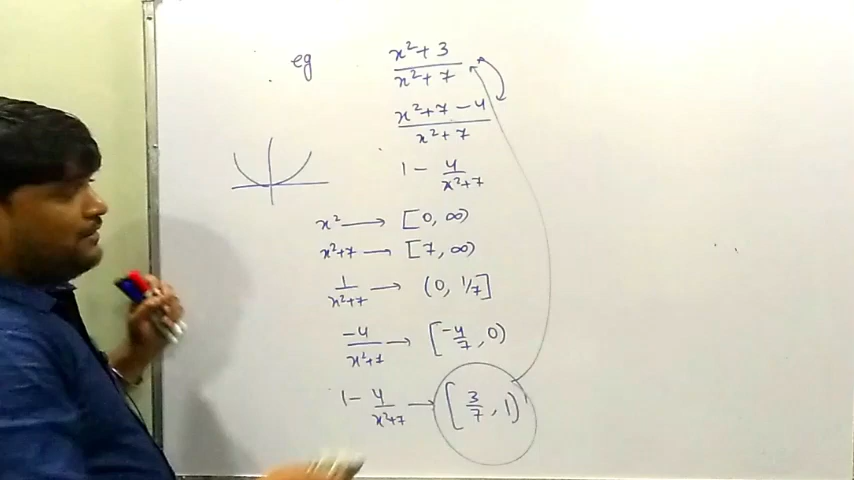 eg x²+3/x²+7
x²+7-4/x²+7
1 - 4/x²+7
x² → [0, ∞)
x²+7 → [7, ∞)
1/x²+7 → (0, 1/7]
-4/x²+7 → [-4/7, 0)
1 - 4/x²+7 → [3/7, 1)